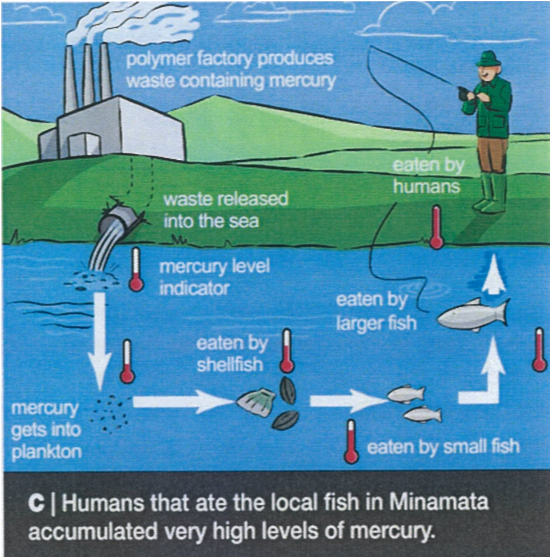 polymer factory produces
waste containing mercury
eaten by
humans
waste released
into the sea
mercury level
indicator
eaten by
larger fish
eaten by
shellfish
mercury
gets into
plankton
eaten by small fish
C | Humans that ate the local fish in Minamata
accumulated very high levels of mercury.